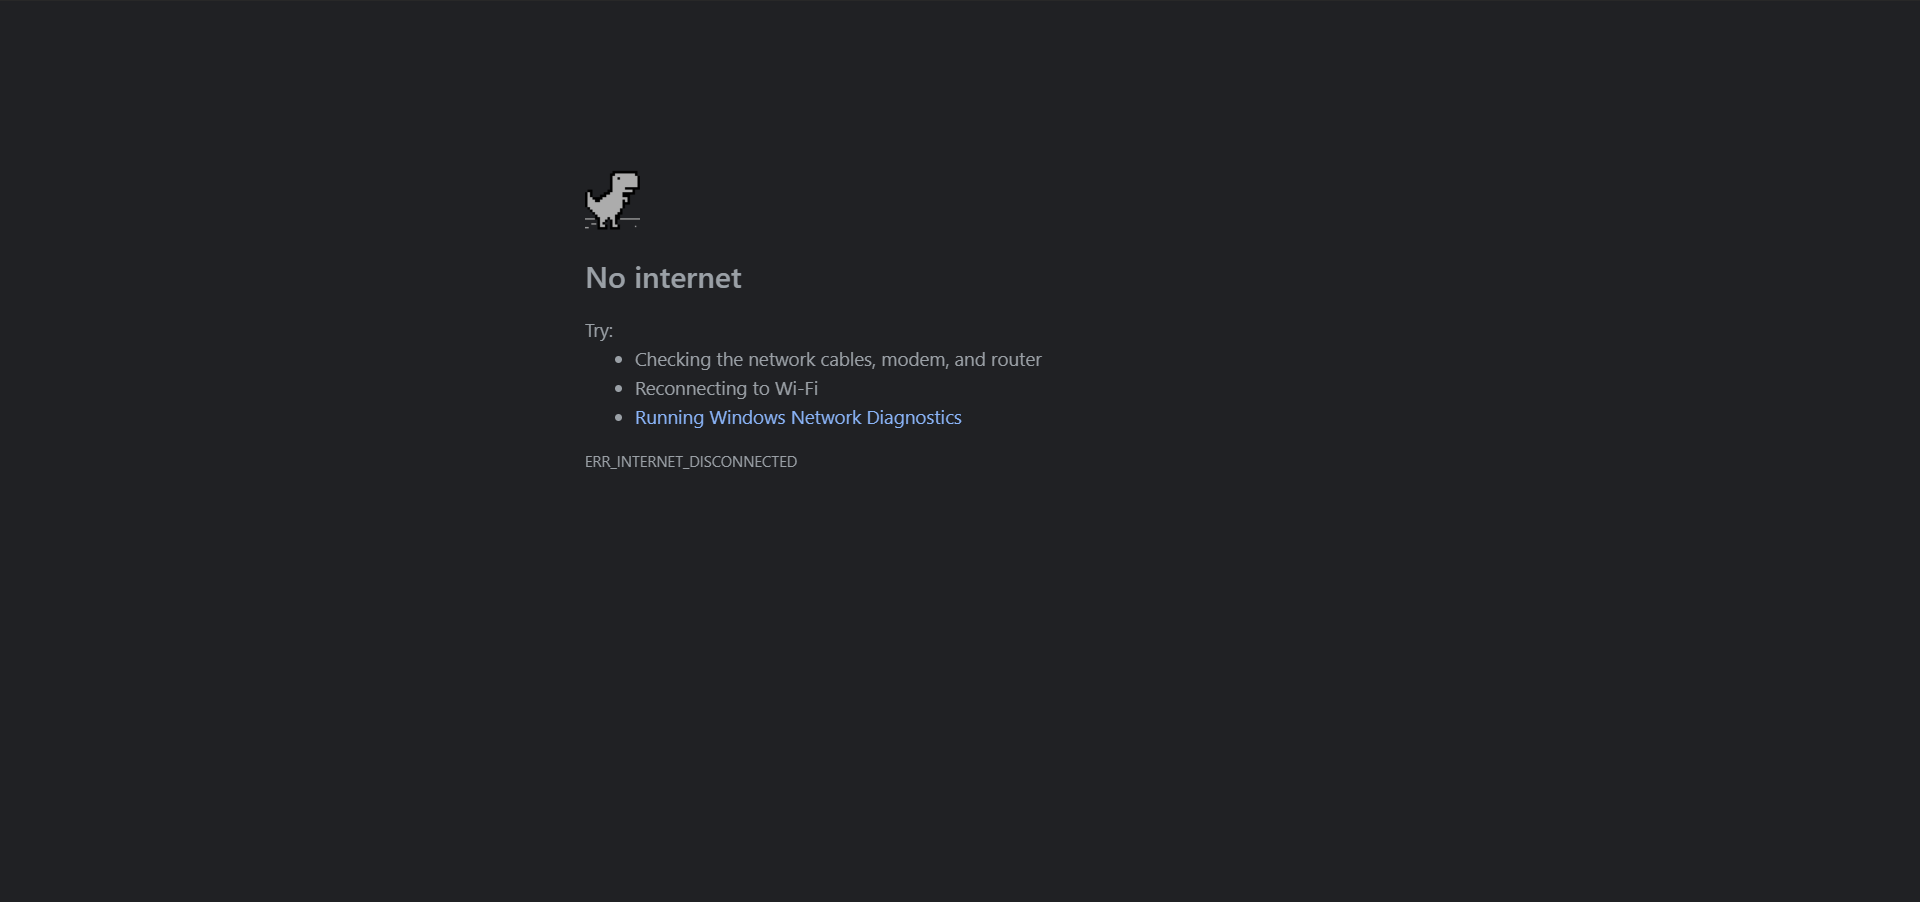 No internet
Try:
• Checking the network cables, modem, and router
• Reconnecting to Wi-Fi
• Running Windows Network Diagnostics
ERR_INTERNET_DISCONNECTED